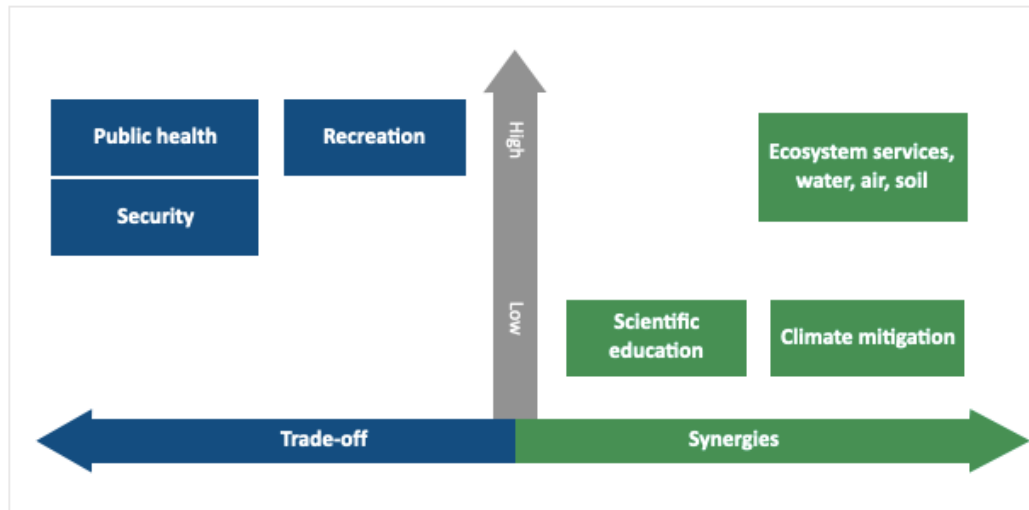 Public health
Recreation
High
Ecosystem services,
water, air, soil
Security
Low
Scientific
education
Climate mitigation
Trade-off
Synergies